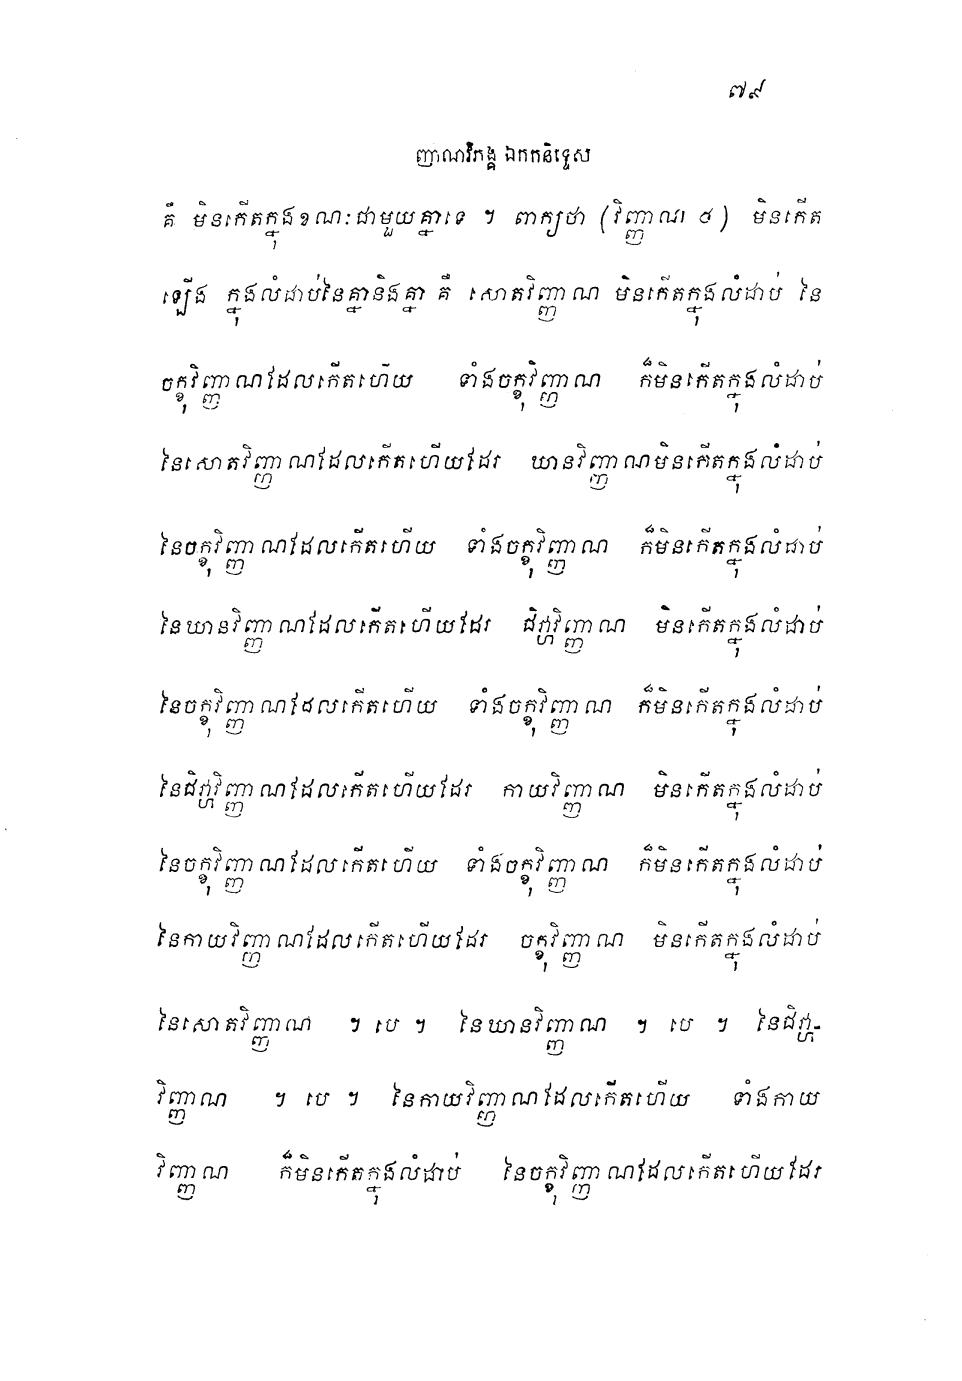 ៧៩
ញាណវិភង្គ ឯកកនិទ្ទេស
គឺ មិនកើតក្នុងខណៈជាមួយគ្នាទេ ។ ពាក្យថា (វិញ្ញាណ ៥) មិនកើត
ឡើង ក្នុងលំដាប់នៃគ្នានិងគ្នា គឺ សោតវិញ្ញាណ មិនកើតក្នុងលំដាប់ នៃ
ចក្ខុវិញ្ញាណដែលកើតហើយ ទាំងចក្ខុវិញ្ញាណ ក៏មិនកើតក្នុងលំដាប់
នៃសោតវិញ្ញាណដែលកើតហើយដែរ ឃានវិញ្ញាណមិនកើតក្នុងលំដាប់
នៃចក្ខុវិញ្ញាណដែលកើតហើយ ទាំងចក្ខុវិញ្ញាណ ក៏មិនកើតក្នុងលំដាប់
នៃឃានវិញ្ញាណដែលកើតហើយដែរ ជិវ្ហាវិញ្ញាណ មិនកើតក្នុងលំដាប់
នៃចក្ខុវិញ្ញាណដែលកើតហើយ ទាំងចក្ខុវិញ្ញាណ ក៏មិនកើតក្នុងលំដាប់
នៃជិវ្ហាវិញ្ញាណដែលកើតហើយដែរ កាយវិញ្ញាណ មិនកើតក្នុងលំដាប់
នៃចក្ខុវិញ្ញាណដែលកើតហើយ ទាំងចក្ខុវិញ្ញាណ ក៏មិនកើតក្នុងលំដាប់
នៃកាយវិញ្ញាណដែលកើតហើយដែរ ចក្ខុវិញ្ញាណ មិនកើតក្នុងលំដាប់
នៃសោតវិញ្ញាណ ។ បេ ។ នៃឃានវិញ្ញាណ ។ បេ ។ នៃជិវ្ហា-
វិញ្ញាណ ។ បេ ។ នៃកាយវិញ្ញាណដែលកើតហើយ ទាំងកាយ
វិញ្ញាណ ក៏មិនកើតក្នុងលំដាប់ នៃចក្ខុវិញ្ញាណដែលកើតហើយដែរ